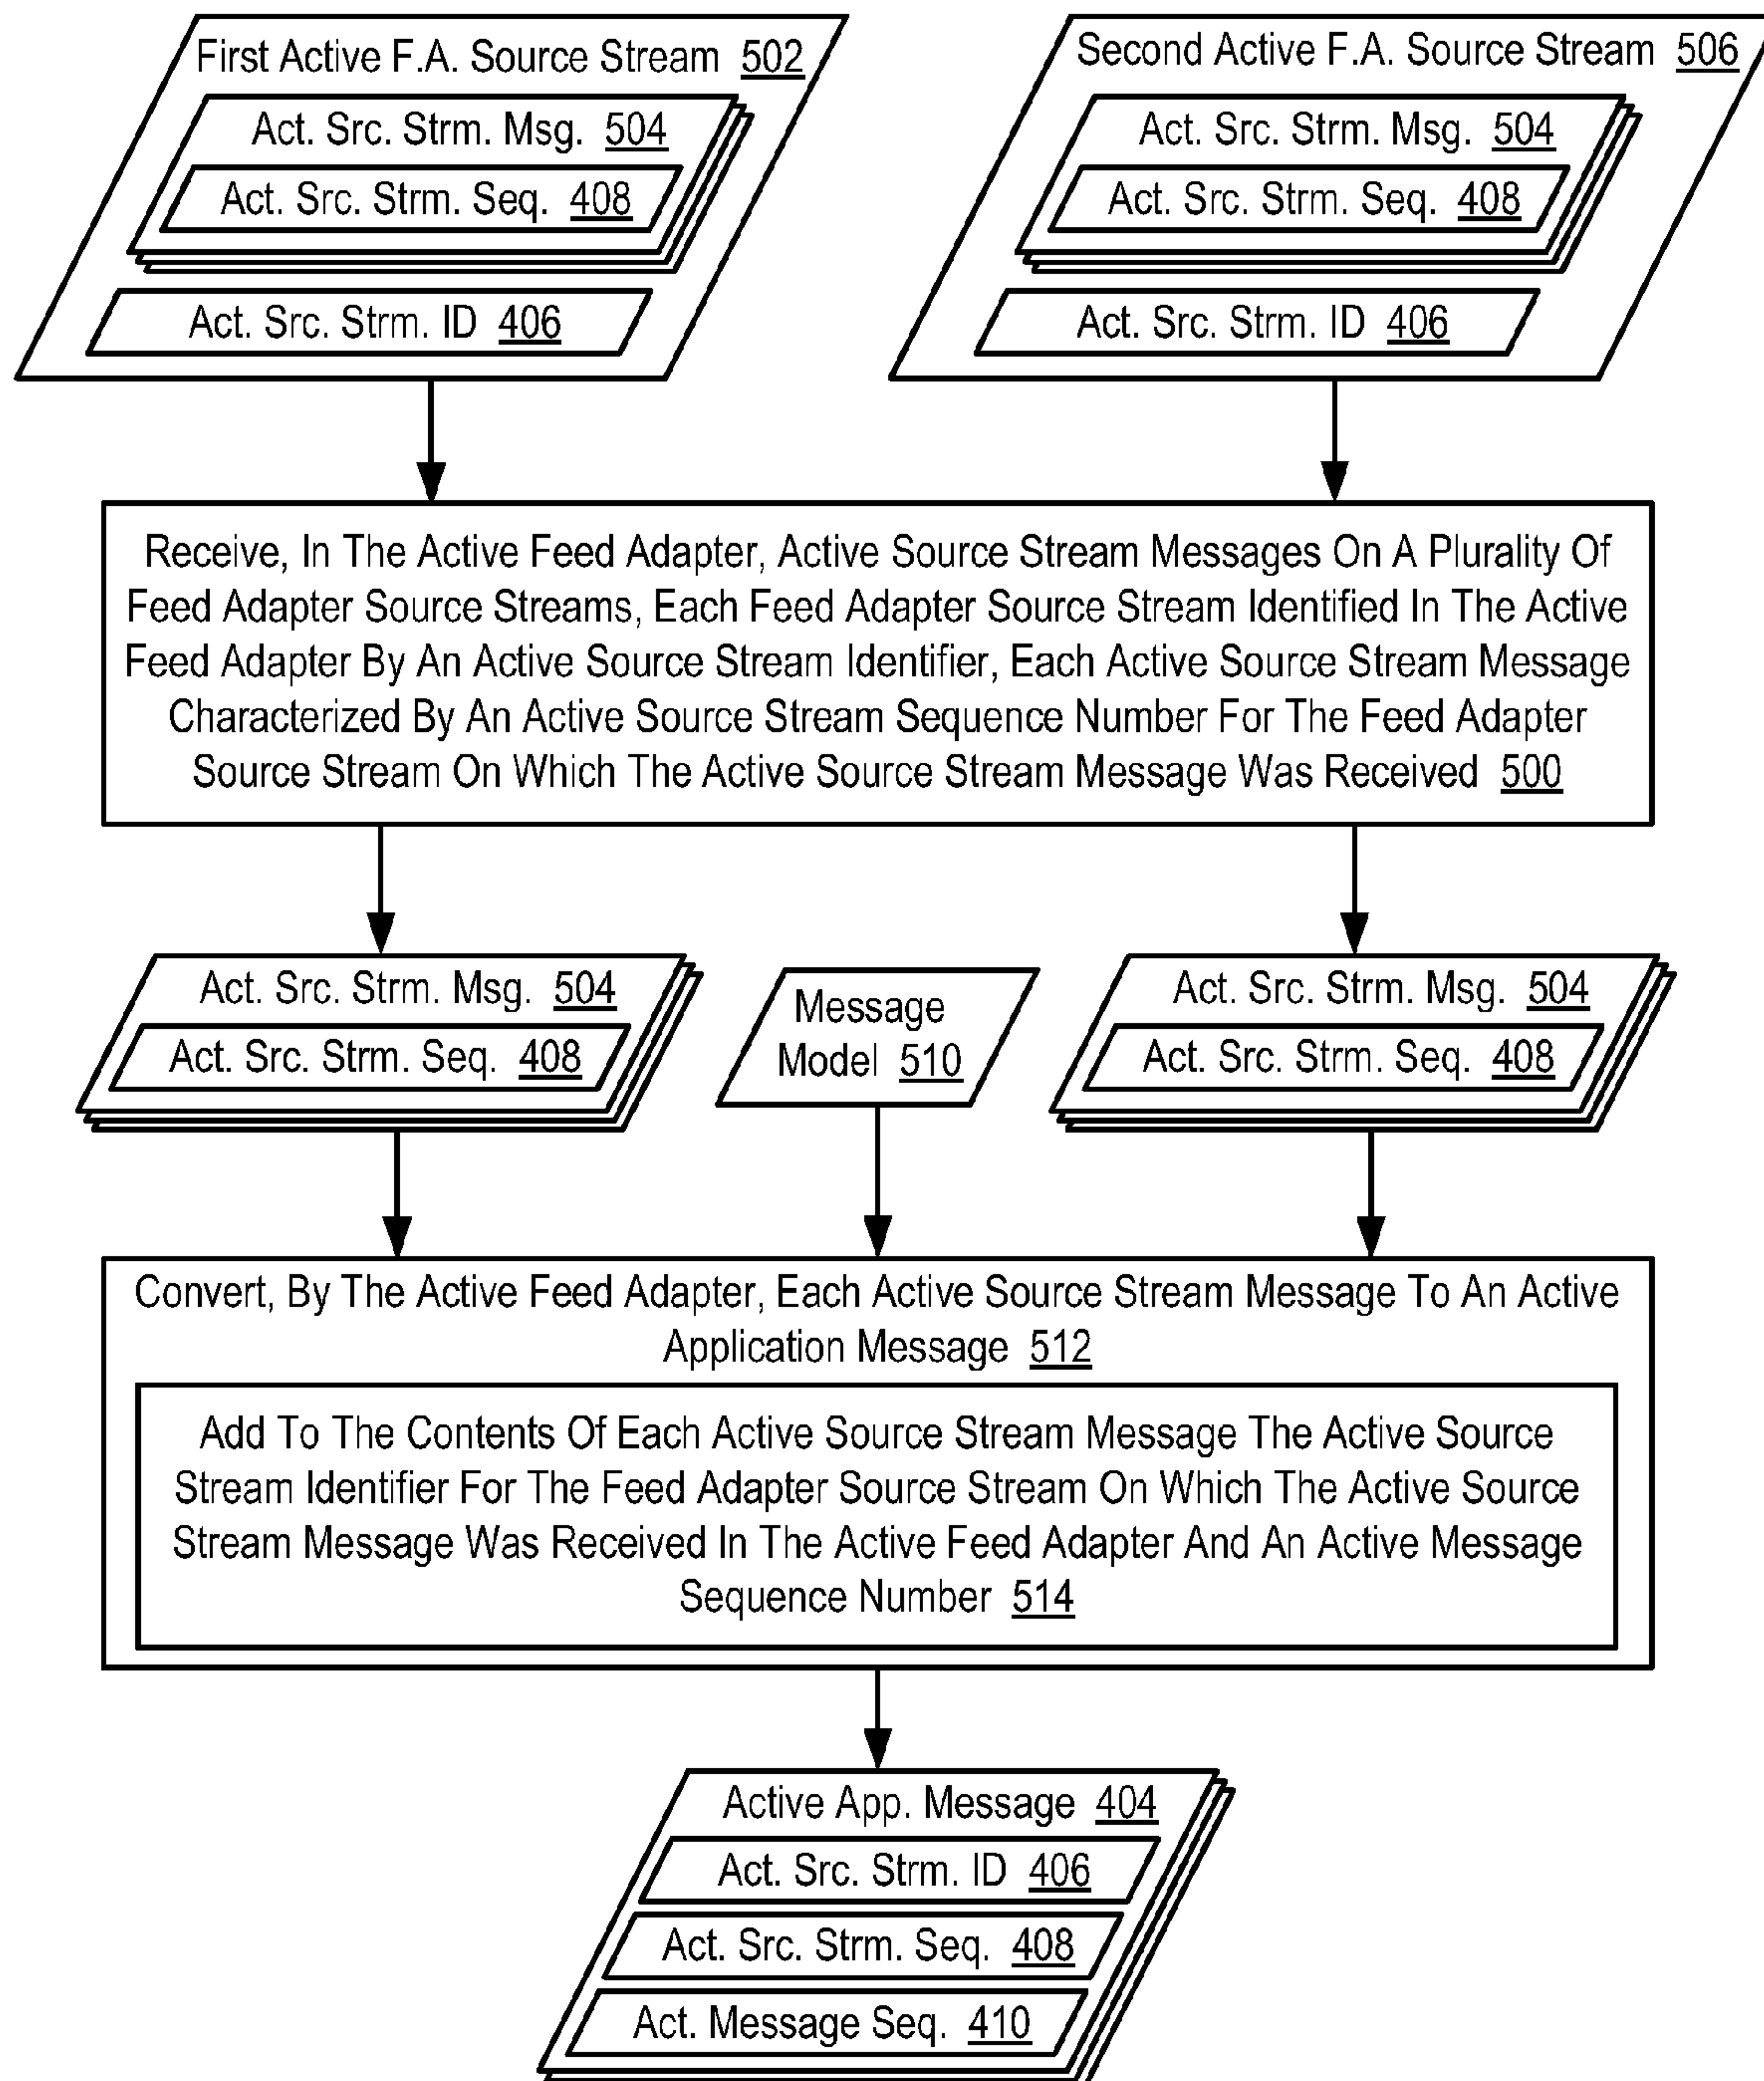 First Active F.A. Source Stream 502
Act. Src. Strm. Msg. 504
Act. Src. Strm. Seq. 408
Act. Src. Strm. ID 406
Second Active F.A. Source Stream 506
Act. Src. Strm. Msg. 504
Act. Src. Strm. Seq. 408
Act. Src. Strm. ID 406
Receive, In The Active Feed Adapter, Active Source Stream Messages On A Plurality Of
Feed Adapter Source Streams, Each Feed Adapter Source Stream Identified In The Active
Feed Adapter By An Active Source Stream Identifier, Each Active Source Stream Message
Characterized By An Active Source Stream Sequence Number For The Feed Adapter
Source Stream On Which The Active Source Stream Message Was Received 500
Act. Src. Strm. Msg. 504
Act. Src. Strm. Seq. 408
Message
Model 510
Act. Src. Strm. Msg. 504
Act. Src. Strm. Seq. 408
Convert, By The Active Feed Adapter, Each Active Source Stream Message To An Active
Application Message 512
Add To The Contents Of Each Active Source Stream Message The Active Source
Stream Identifier For The Feed Adapter Source Stream On Which The Active Source
Stream Message Was Received In The Active Feed Adapter And An Active Message
Sequence Number 514
Active App. Message 404
Act. Src. Strm. ID 406
Act. Src. Strm. Seq. 408
Act. Message Seq. 410